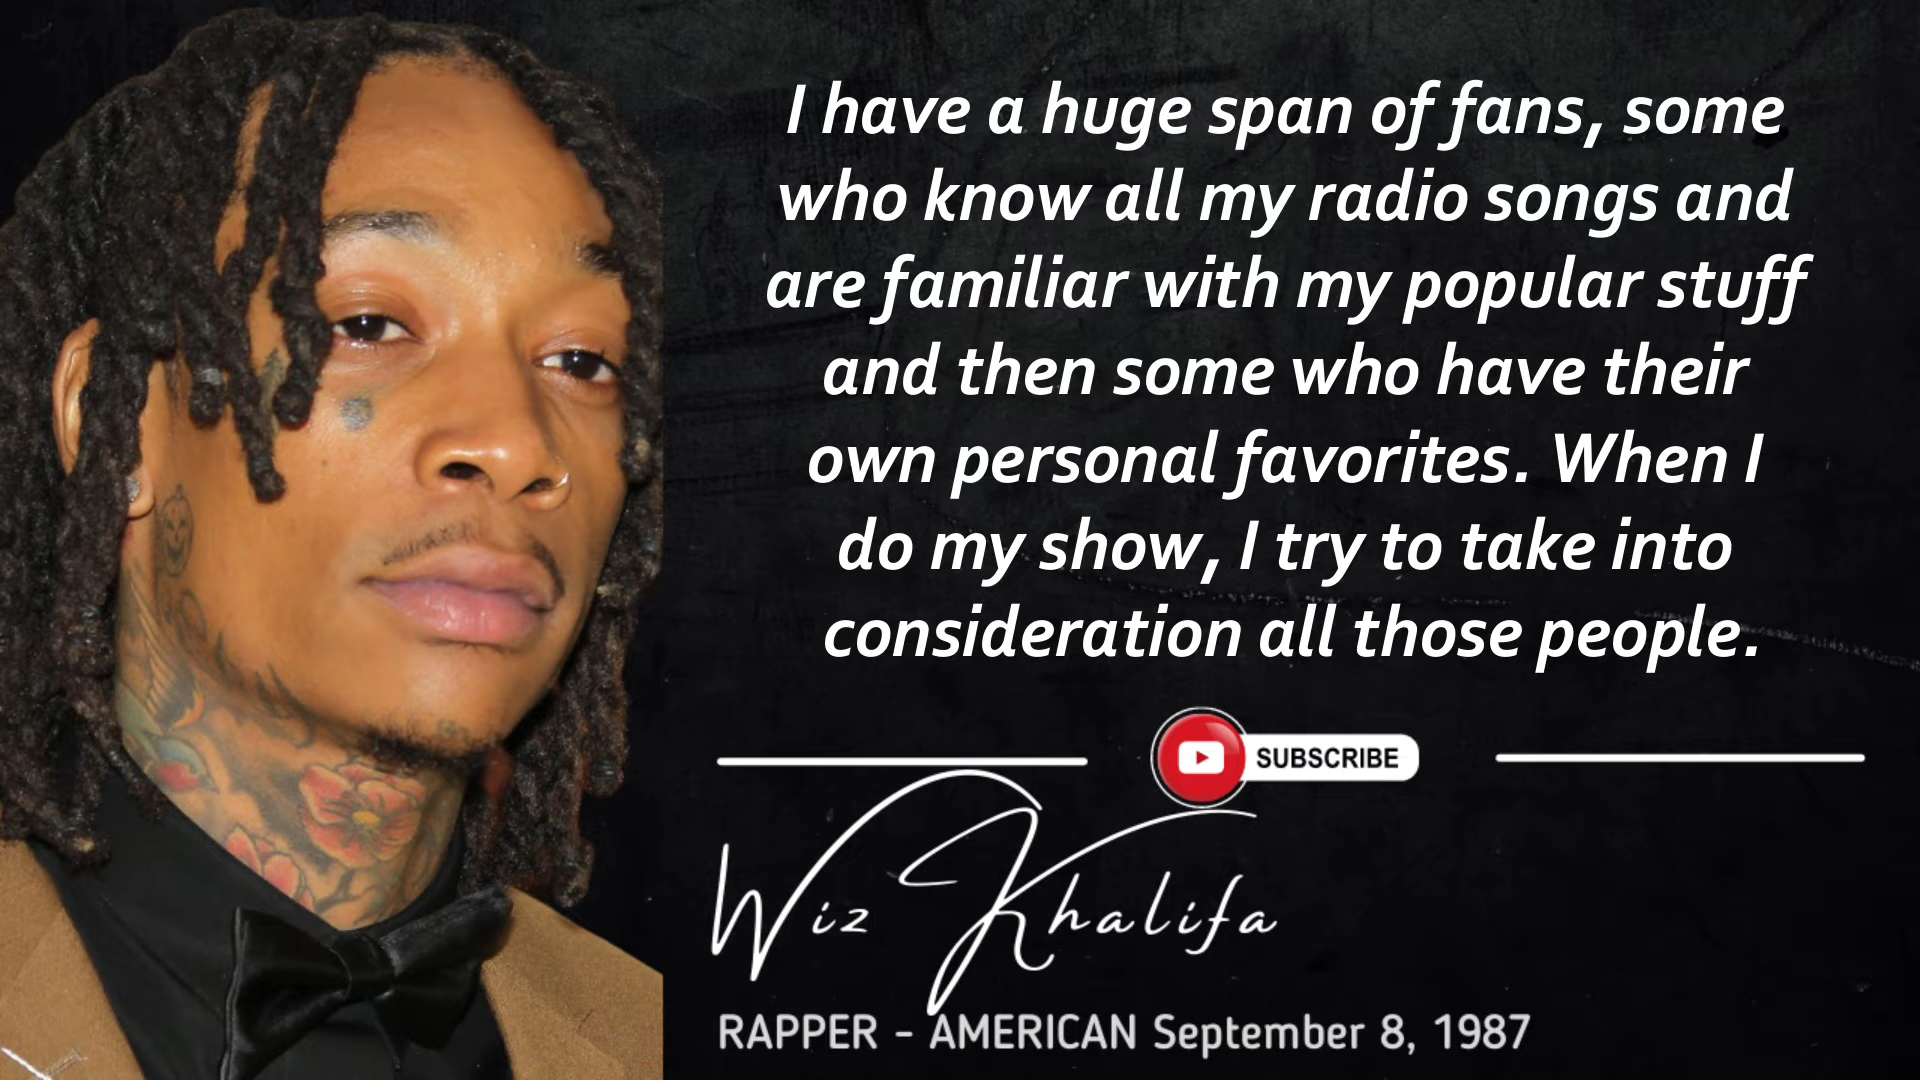 I have a huge span of fans, some
who know all my radio songs and
are familiar with my popular stuff
and then some who have their
own personal favorites. When I
do my show, I try to take into
consideration all those people.
SUBSCRIBE
Wiz Khalifa
RAPPER - AMERICAN September 8, 1987